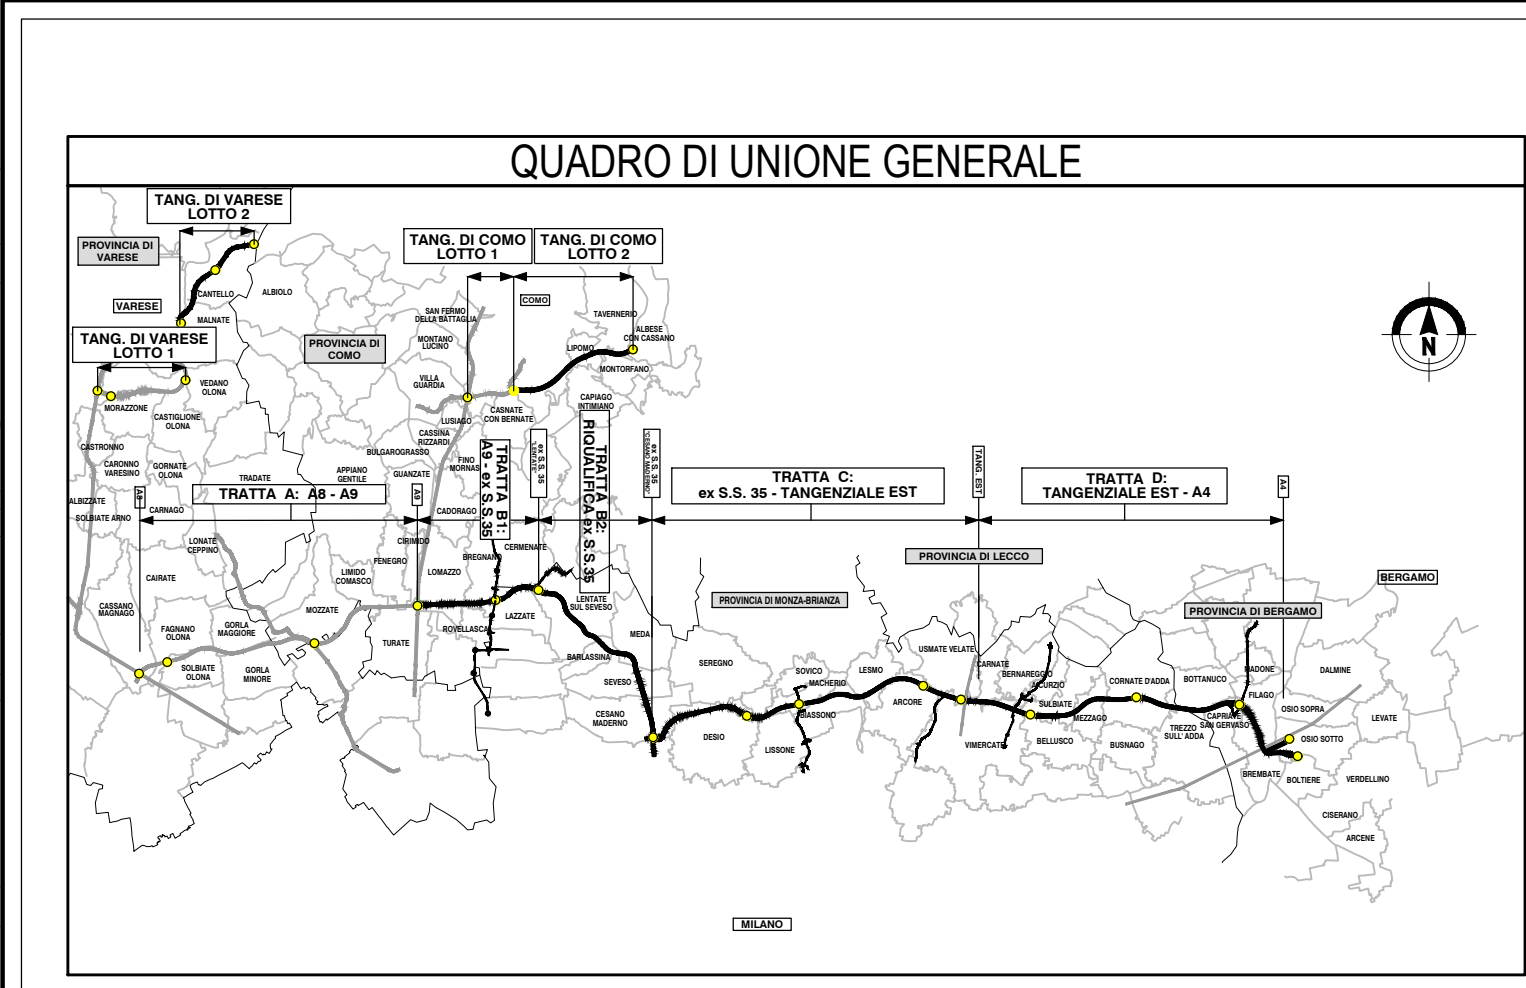 QUADRO DI UNIONE GENERALE
TANG. DI VARESE
LOTTO 2
PROVINCIA DI
VARESE
TANG. DI COMO
LOTTO 1
TANG. DI COMO
LOTTO 2
CANTELLO
ALBIOLO
VARESE
MALNATE
COMO
SAN FERMO
DELLA BATTAGLIA
TAVERNERIO
ALBESE
CON CASSANO
TANG. DI VARESE
LOTTO 1
PROVINCIA DI
COMO
MONTANO
LUCINO
LIPOMO
MONTORFANO
N
VEDANO
OLONA
VILLA
GUARDIA
MORAZZONE
CASTIGLIONE
OLONA
LUSIAGO
CASNATE
CON BERNATE
CAPIAGO
INTIMIANO
CASTRONNO
CASSINA
RIZZARDI
BULGAROGRASSO
CARONNO
VARESINO
GORNATE
OLONA
TRADATE
APPIANO
GENTILE
GUANZATE
FINO
MORNAS
TRATTA B1:
A9 - ex S.S.35
ex S.S. 35
"LENTATE"
TRATTA B2:
RIQUALIFICA ex S.S.35
ex S.S. 35
"CESANO MADERNO"
TRATTA C:
ex S.S. 35 - TANGENZIALE EST
TANG. EST
TRATTA D:
TANGENZIALE EST - A4
A4
ALBIZZATE
A8
TRATTA A: A8 - A9
A9
SOLBIATE ARNO
CARNAGO
CADORAGO
LONATE
CEPPINO
CIRIMIDO
FENEGRO
BREGNANO
CERMENATE
PROVINCIA DI LECCO
CAIRATE
LIMIDO
COMASCO
LOMAZZO
BERGAMO
CASSANO
MAGNAGO
MOZZATE
LAZZATE
LENTATE
SUL SEVESO
PROVINCIA DI MONZA-BRIANZA
PROVINCIA DI BERGAMO
FAGNANO
OLONA
GORLA
MAGGIORE
TURATE
ROVELLASCA
MEDA
SOLBIATE
OLONA
GORLA
MINORE
BARLASSINA
SEREGNO
SOVICO
LESMO
USMATE VELATE
CARNATE
BERNAREGGIO
AICURZIO
CORNATE D'ADDA
BOTTANUCO
MADONE
DALMINE
SEVESO
MACHERIO
ARCORE
SULBIATE
FILAGO
OSIO SOPRA
CESANO
MADERNO
BIASSONO
MEZZAGO
CAPRIATE
SAN GERVASO
LEVATE
DESIO
LISSONE
VIMERCATE
BELLUSCO
BUSNAGO
TREZZO
SULL' ADDA
OSIO SOTTO
BREMBATE
BOLTIERE
VERDELLINO
CISERANO
ARCENE
MILANO